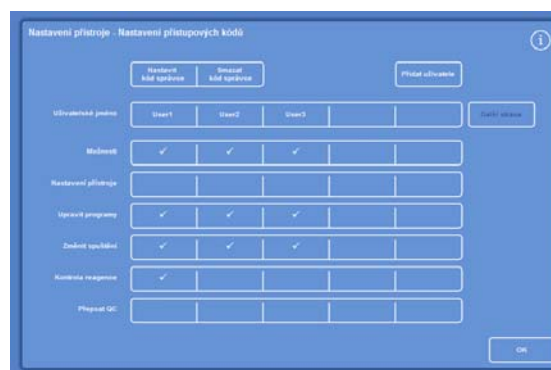 Nastavení přístroje - Nastavení přístupových kódů
Nastavit kód správce
Smazat kód správce
Přidat uživatele
Uživatelské jméno User1 User2 User3 Další strana
Možnosti ✓ ✓ ✓
Nastavení přístroje
Upravit programy ✓ ✓ ✓
Změnit spuštění ✓ ✓ ✓
Kontrola reagencie ✓
Přepsat QC
OK